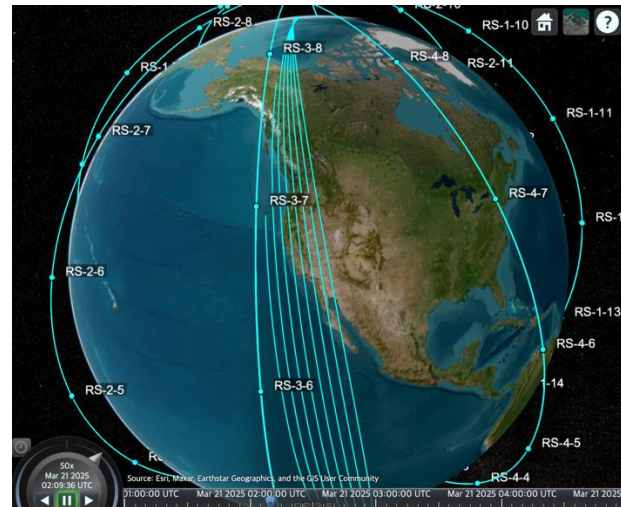 RS-2-8
RS-3-8
RS-4-8
RS-1-10
RS-2-11
RS-1-11
RS-2-7
RS-3-7
RS-4-7
RS-2-6
RS-1-13
RS-4-6
1-14
RS-3-6
RS-2-5
RS-4-5
RS-4-4
?
50x
Mar 21 2025
02:09:36 UTC
Source: Esri, Maxar, Earthstar Geographics, and the GIS User Community
01:00:00 UTC Mar 21 2025 02:00:00 UTC Mar 21 2025 03:00:00 UTC Mar 21 2025 04:00:00 UTC Mar 21 2025 05